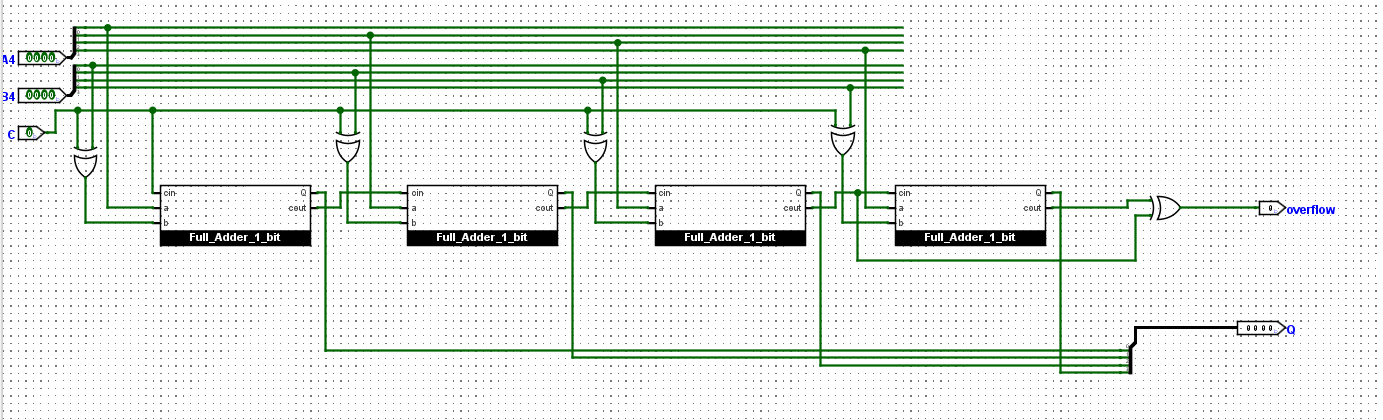 A4 0000
B4 0000
C 0
cin Q
a cout
b
Full_Adder_1_bit
cin Q
a cout
b
Full_Adder_1_bit
cin Q
a cout
b
Full_Adder_1_bit
cin Q
a cout
b
Full_Adder_1_bit
0 overflow
0000 Q